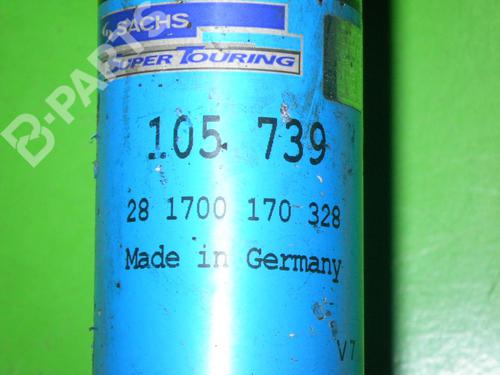 SACHS
SUPER TOURING
105 739
28 1700 170 328
Made in Germany
V7
B-PARTS